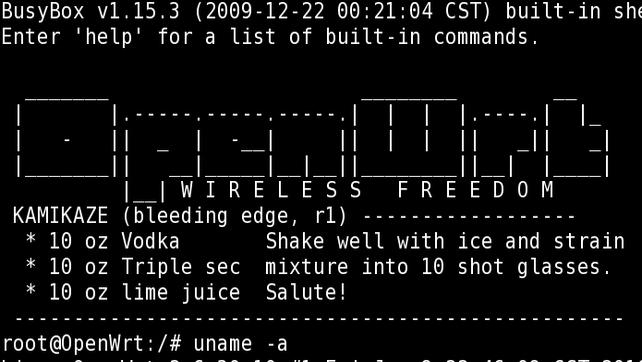 BusyBox v1.15.3 (2009-12-22 00:21:04 CST) built-in
Enter 'help' for a list of built-in commands.
OpenWrt
W I R E L E S S   F R E E D O M
KAMIKAZE (bleeding edge, r1) ------------------
* 10 oz Vodka       Shake well with ice and strain
* 10 oz Triple sec  mixture into 10 shot glasses.
* 10 oz lime juice  Salute!
---------------------------------------------------
root@OpenWrt:/# uname -a